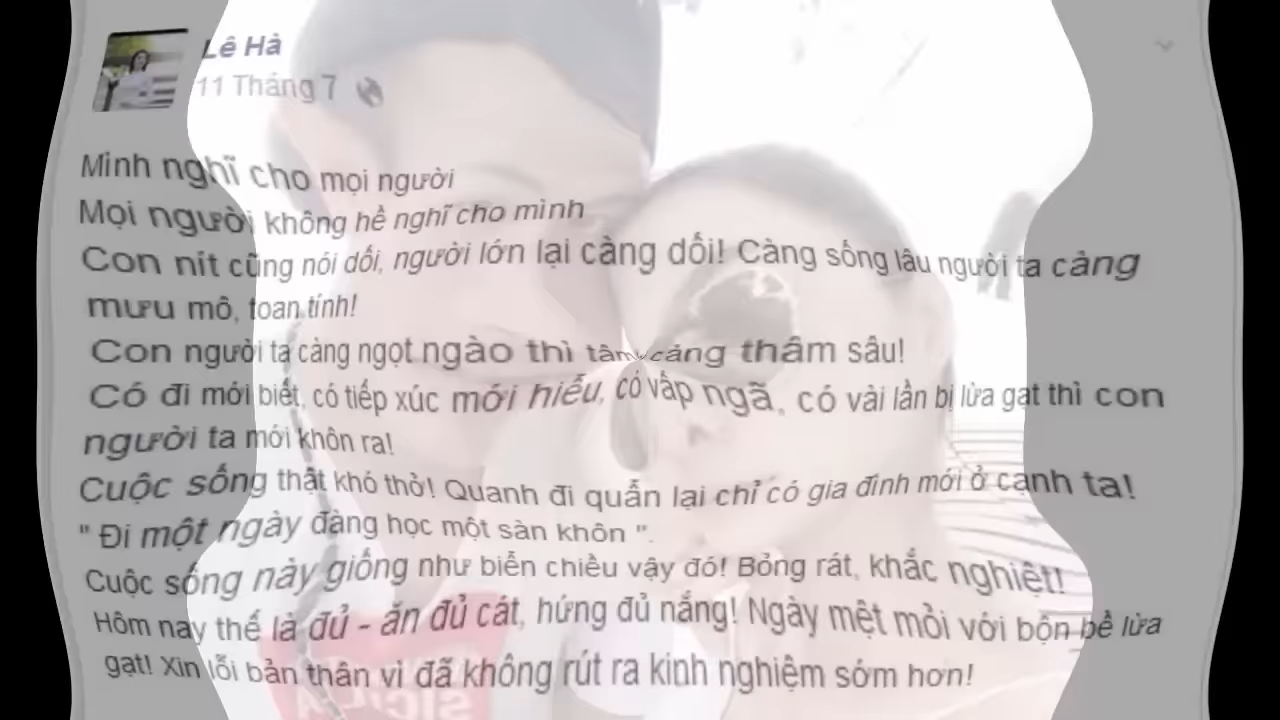 Lê Hà
11 Tháng 7
Mình nghĩ cho mọi người
Mọi người không hề nghĩ cho mình
Con nít cũng nói dối, người lớn lại càng dối! Càng sống lâu người ta càng
mưu mô, toan tính!
Con người ta càng ngọt ngào thì tâm càng thâm sâu!
Có đi mới biết, có tiếp xúc mới hiểu, có vấp ngã, có vài lần bị lừa gạt thì con
người ta mới khôn ra!
Cuộc sống thật khó thở! Quanh đi quẩn lại chỉ có gia đình mới ở cạnh ta!
" Đi một ngày đàng học một sàn khôn ".
Cuộc sống này giống như biển chiều vậy đó! Bỏng rát, khắc nghiệt!
Hôm nay thế là đủ - ăn đủ cát, hứng đủ nắng! Ngày mệt mỏi với bộn bề lừa
gạt! Xin lỗi bản thân vì đã không rút ra kinh nghiệm sớm hơn!